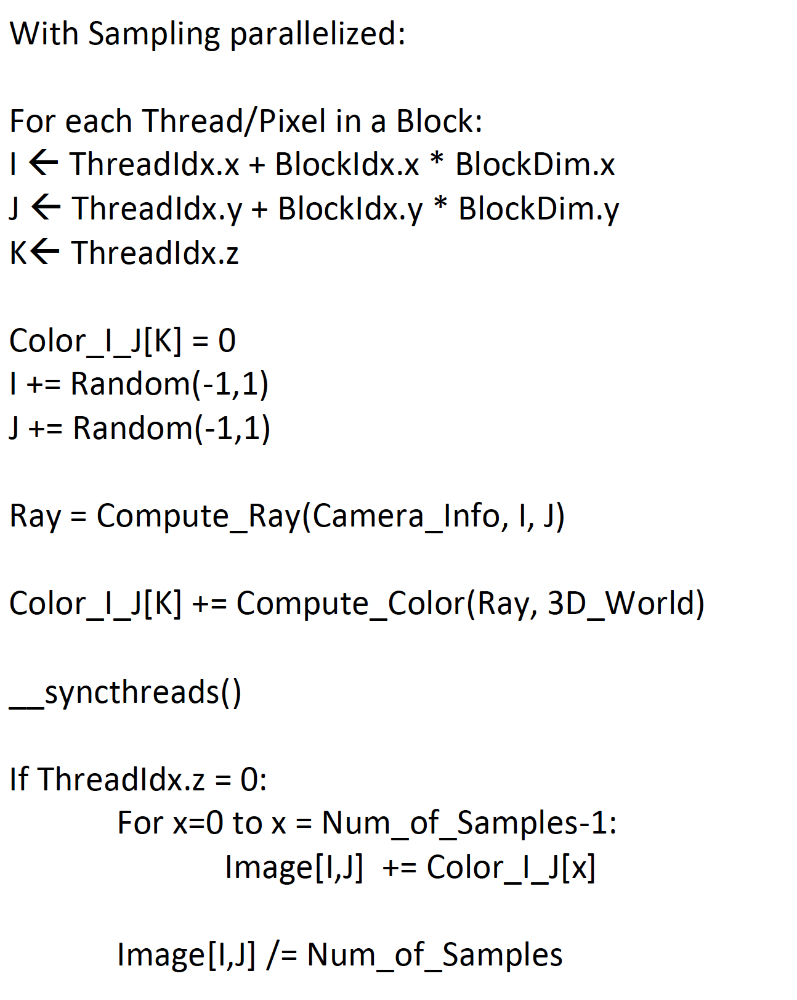 With Sampling parallelized:
For each Thread/Pixel in a Block:
I ← ThreadIdx.x + BlockIdx.x * BlockDim.x
J ← ThreadIdx.y + BlockIdx.y * BlockDim.y
K← ThreadIdx.z
Color_I_J[K] = 0
I += Random(-1,1)
J += Random(-1,1)
Ray = Compute_Ray(Camera_Info, I, J)
Color_I_J[K] += Compute_Color(Ray, 3D_World)
__syncthreads()
If ThreadIdx.z = 0:
For x=0 to x = Num_of_Samples-1:
Image[I,J] += Color_I_J[x]
Image[I,J] /= Num_of_Samples